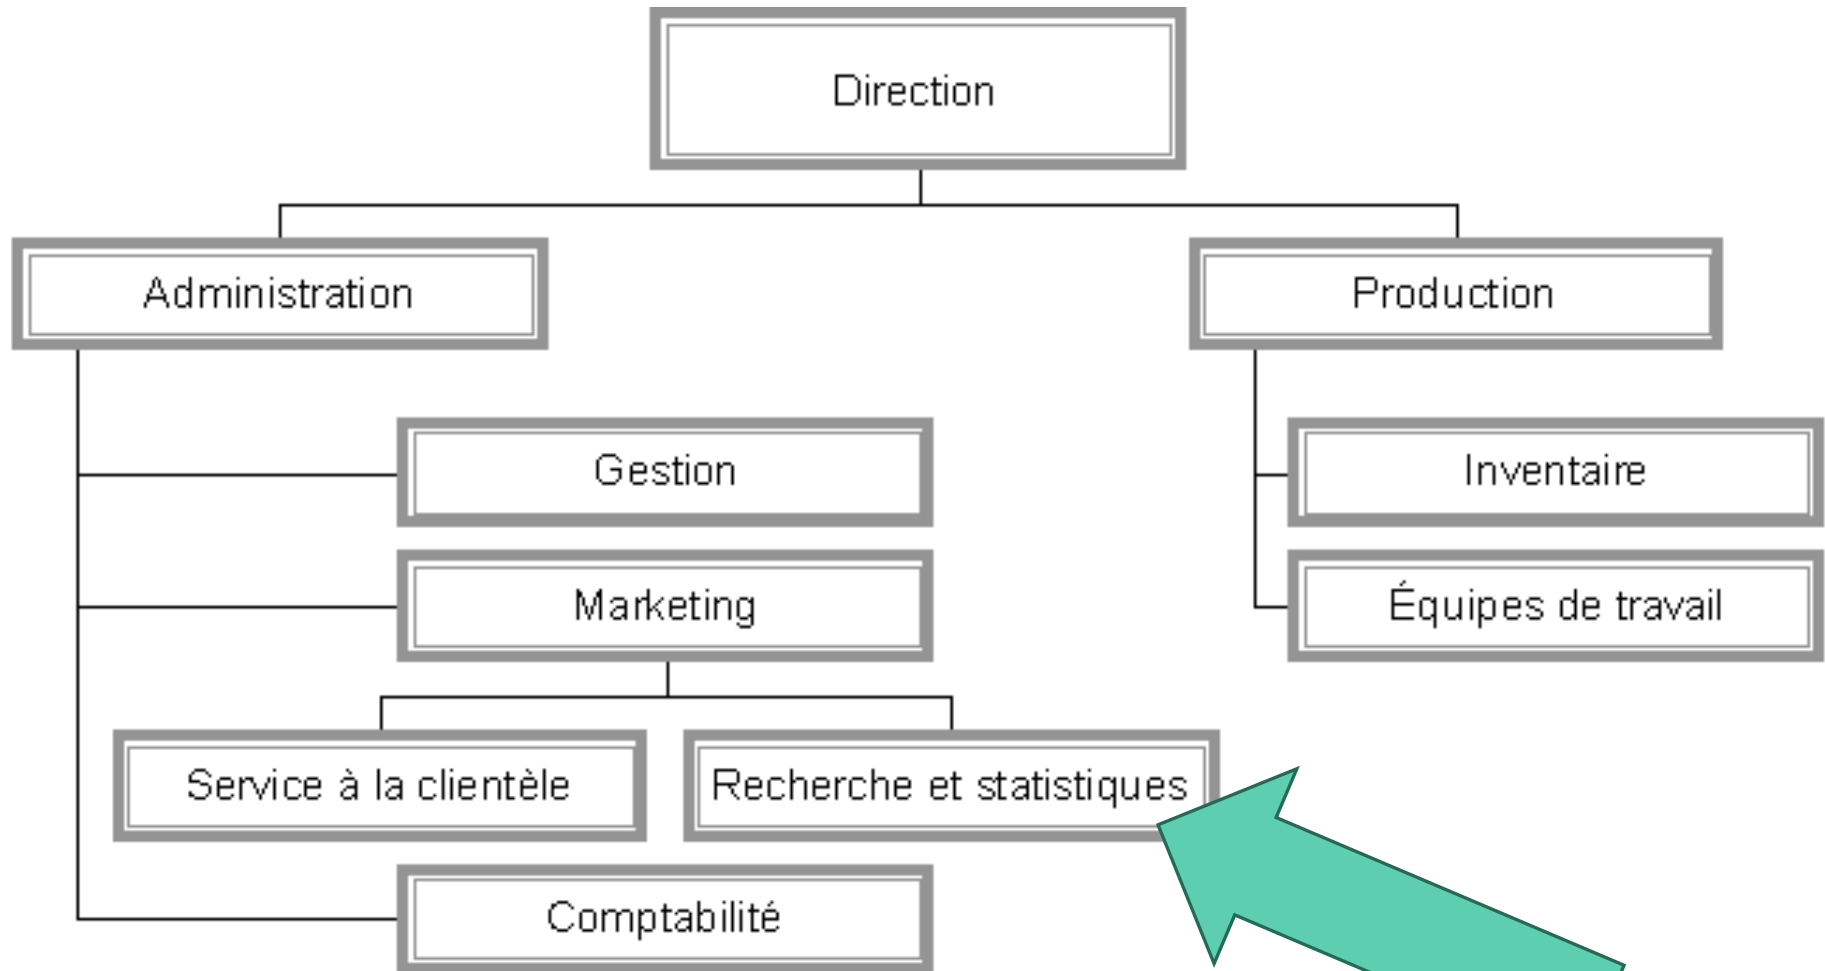 Direction
Administration
Production
Gestion
Inventaire
Marketing
Équipes de travail
Service à la clientèle
Recherche et statistiques
Comptabilité